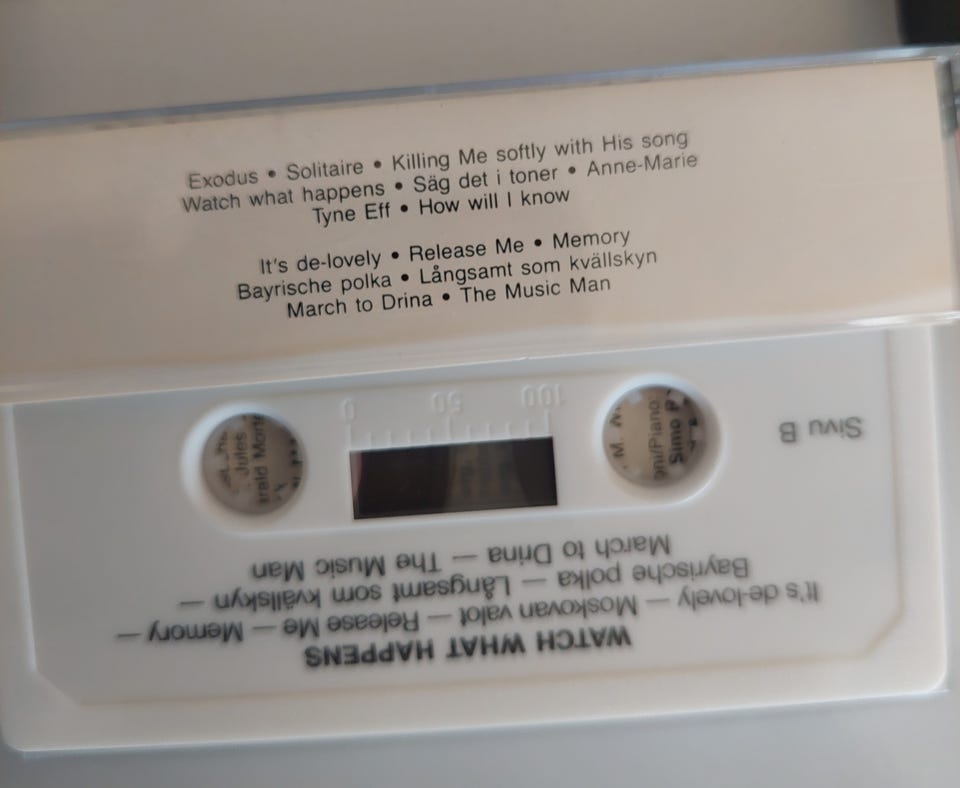 Exodus • Solitaire • Killing Me softly with His song
Watch what happens • Säg det i toner • Anne-Marie
Tyne Eff • How will I know
It's de-lovely • Release Me • Memory
Bayrische polka • Långsamt som kvällskyn
March to Drina • The Music Man
0 50 100
Jules
M.
Simo
Sivu B
WATCH WHAT HAPPENS
It's de-lovely — Moskovan valot — Release Me — Memory —
Bayrische polka — Långsamt som kvällskyn —
March to Drina — The Music Man